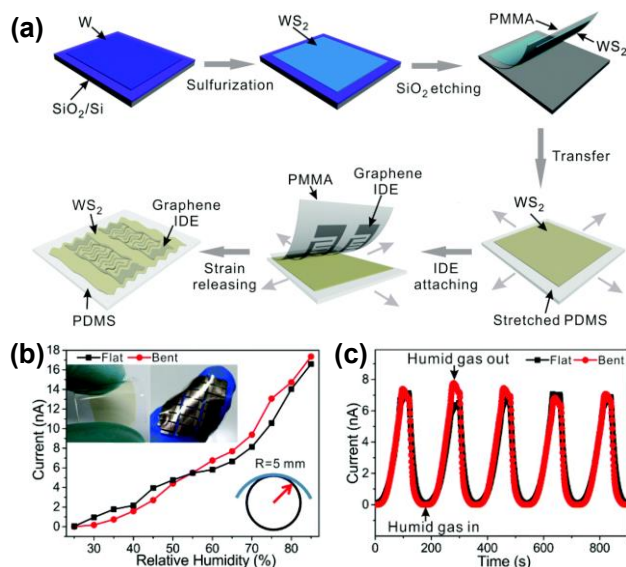 (a)
W
SiO2/Si
Sulfurization
WS2
SiO2 etching
PMMA
WS2
Transfer
WS2
Stretched PDMS
IDE
attaching
PMMA
Graphene
IDE
Strain
releasing
WS2
Graphene
IDE
PDMS
(b)
Flat Bent
18
16
14
12
10
8
6
4
2
0
Current (nA)
30 40 50 60 70 80
Relative Humidity (%)
R=5 mm
(c)
Flat Bent
Humid gas out
Humid gas in
8
6
4
2
0
Current (nA)
0 200 400 600 800
Time (s)